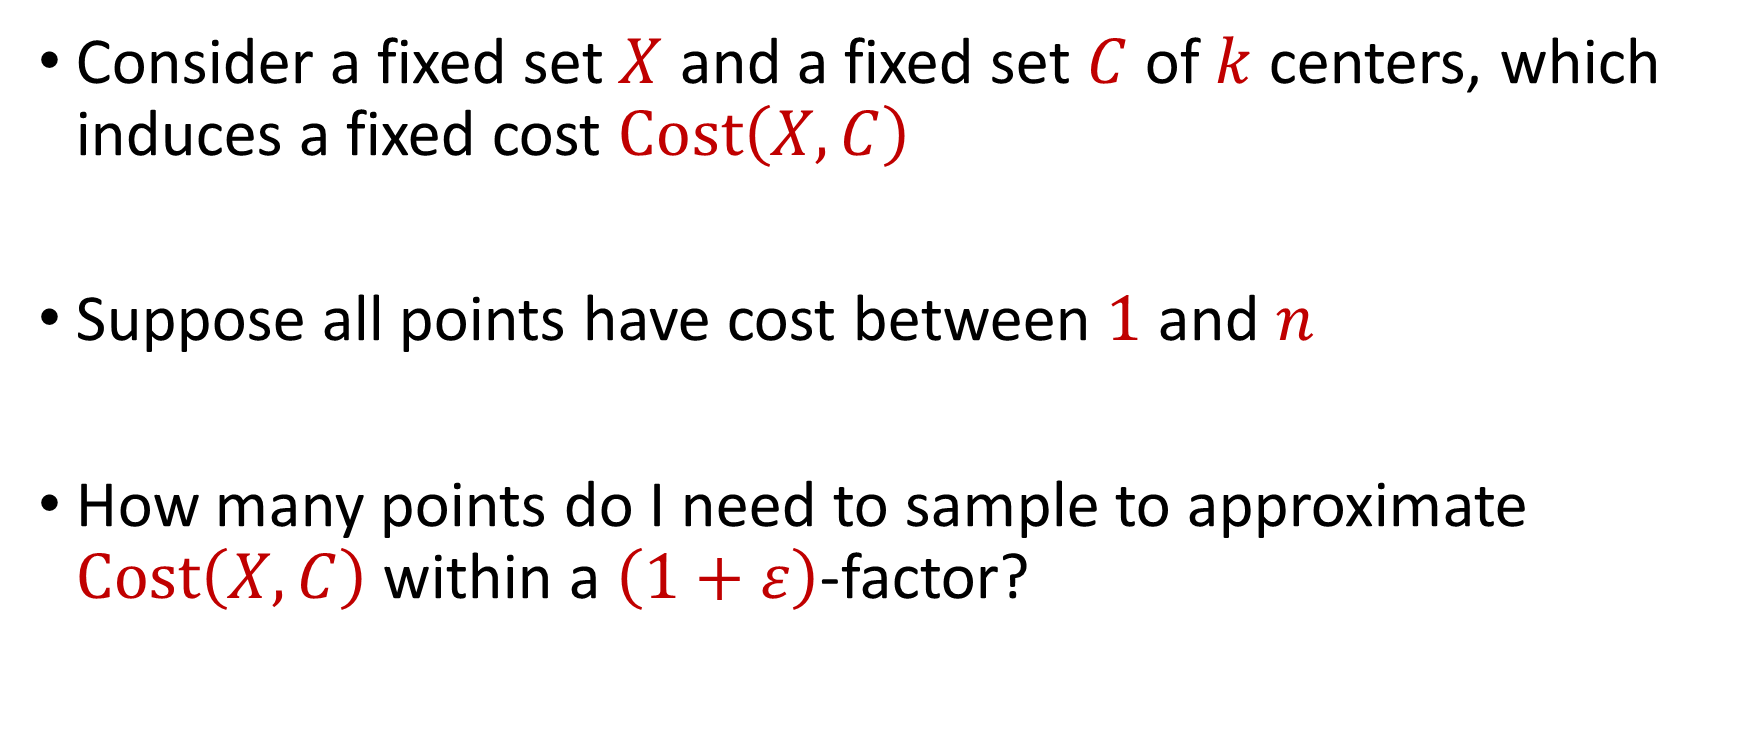 • Consider a fixed set X and a fixed set C of k centers, which
induces a fixed cost Cost(X, C)
• Suppose all points have cost between 1 and n
• How many points do I need to sample to approximate
Cost(X, C) within a (1 + ε)-factor?